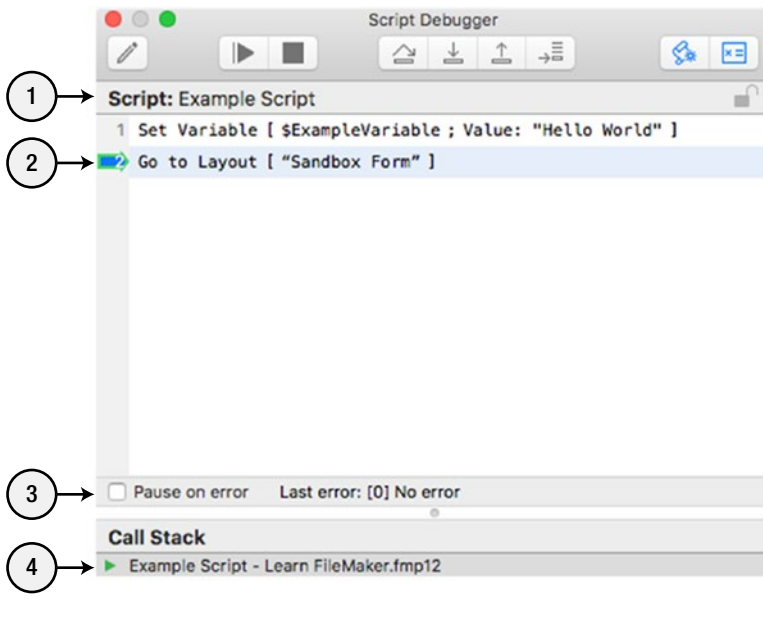 Script Debugger
1
Script: Example Script
1 Set Variable [ $ExampleVariable ; Value: "Hello World" ]
2
2 Go to Layout [ “Sandbox Form” ]
3
Pause on error Last error: [0] No error
Call Stack
4
Example Script - Learn FileMaker.fmp12